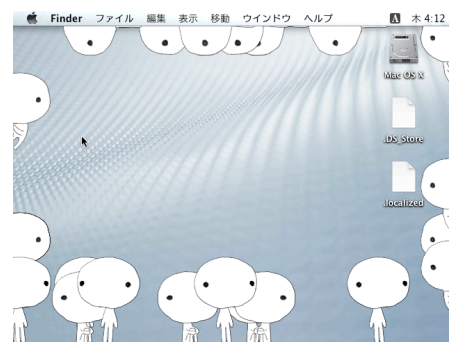 Finder ファイル 編集 表示 移動 ウインドウ ヘルプ A 木 4:12
Mac OS X
.DS_Store
.localized